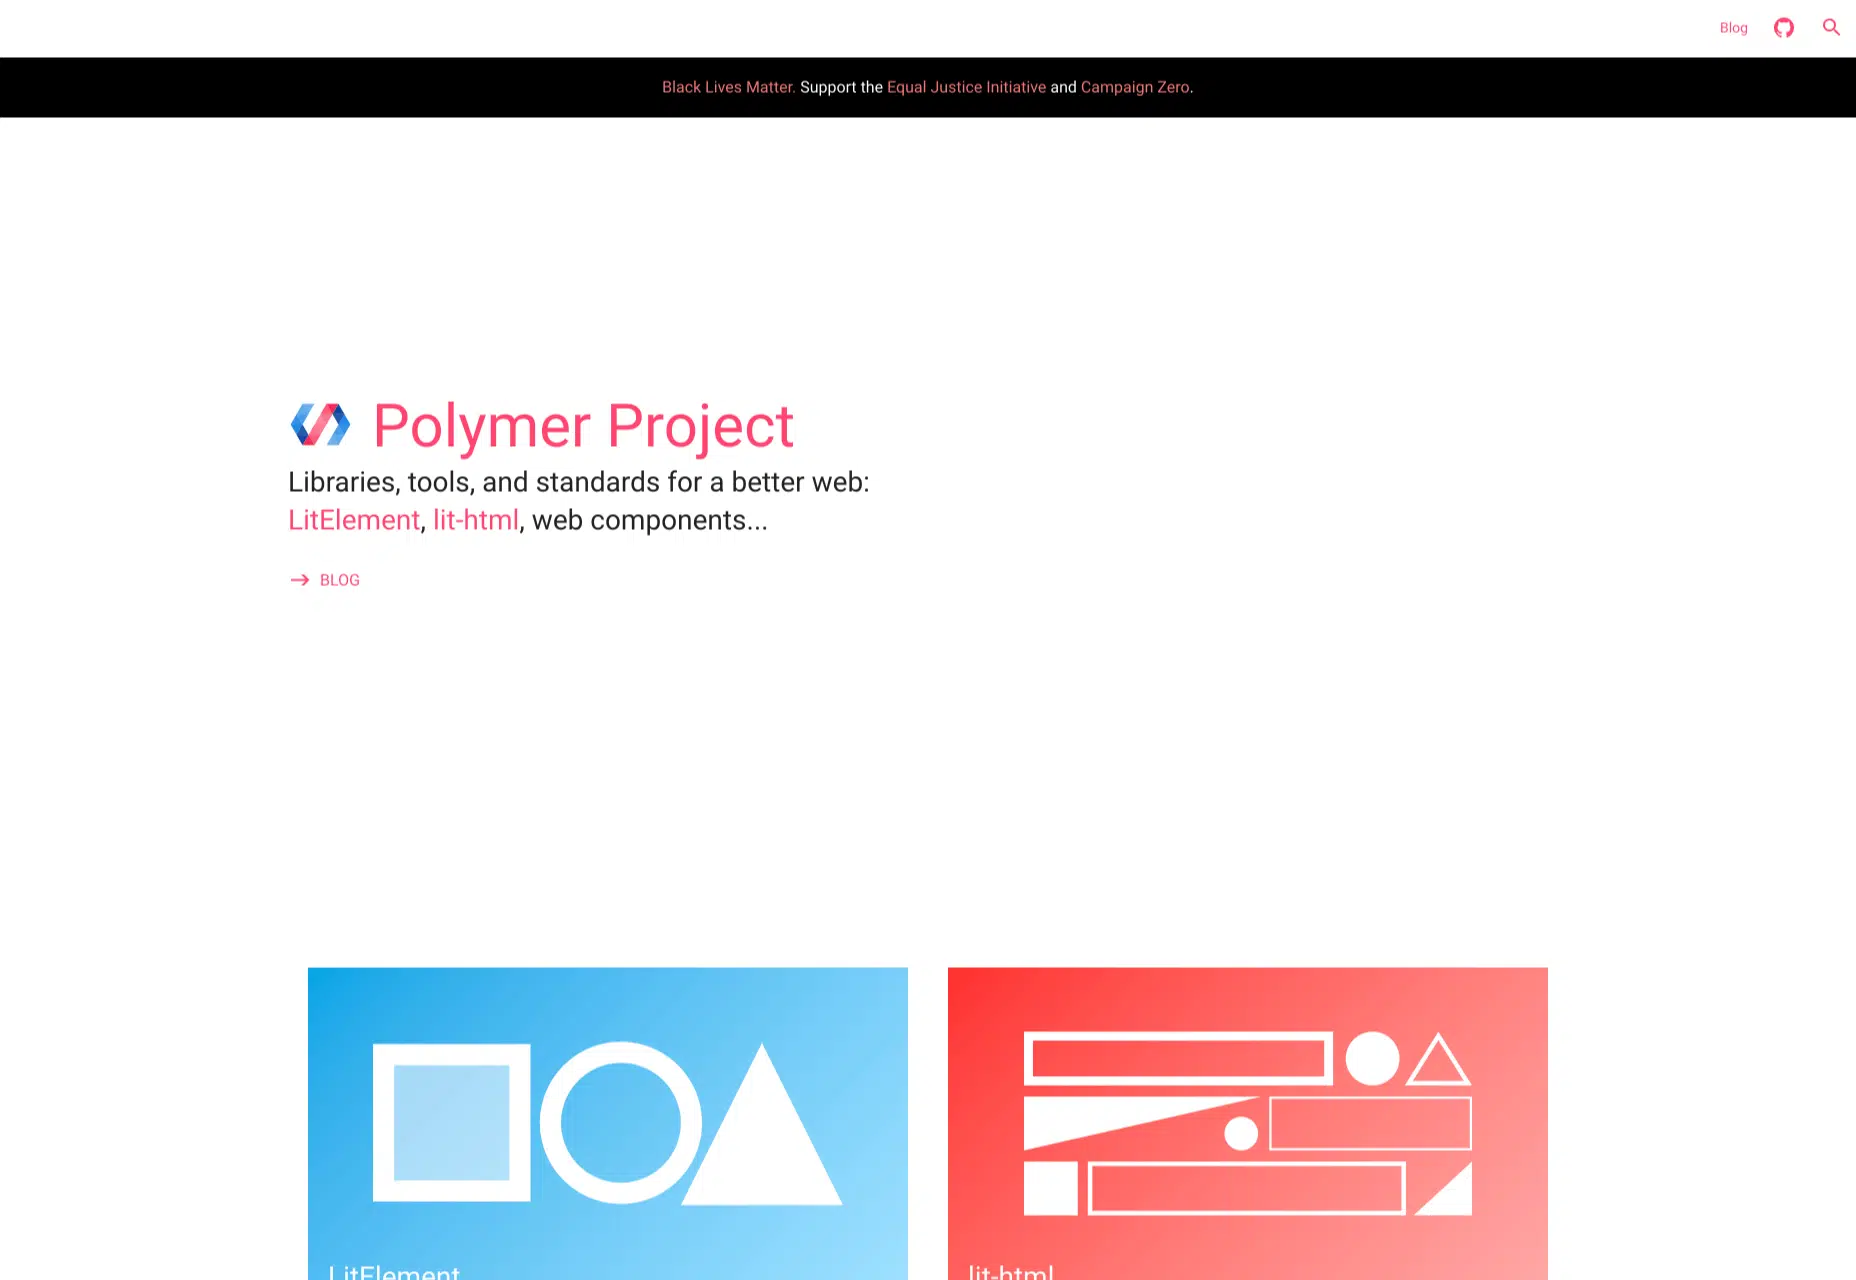 Blog
Black Lives Matter. Support the Equal Justice Initiative and Campaign Zero.
Polymer Project
Libraries, tools, and standards for a better web:
LitElement, lit-html, web components...
BLOG
LitElement
lit-html